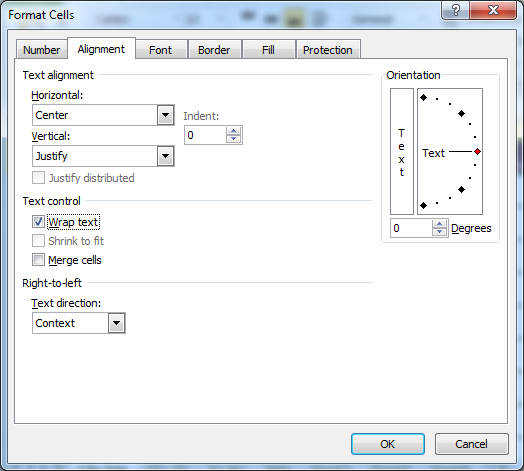 Format Cells
Number Alignment Font Border Fill Protection
Text alignment
Horizontal:
Center
Indent:
0
Vertical:
Justify
Justify distributed
Text control
Wrap text
Shrink to fit
Merge cells
Right-to-left
Text direction:
Context
Orientation
Text
Text
0 Degrees
OK Cancel